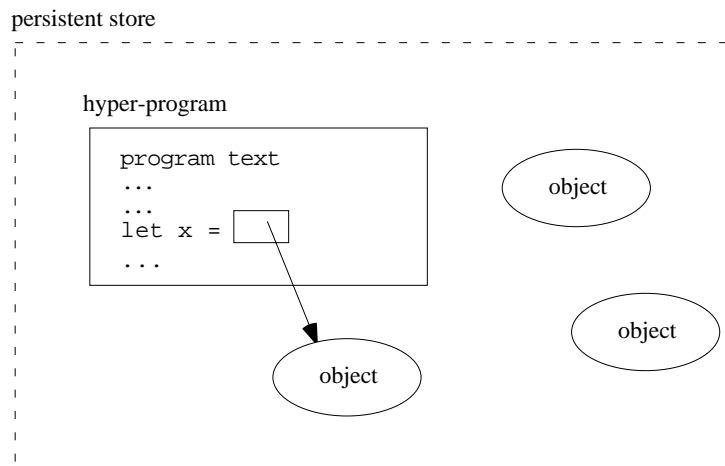 persistent store
hyper-program
program text
...
...
let x =
...
object
object
object